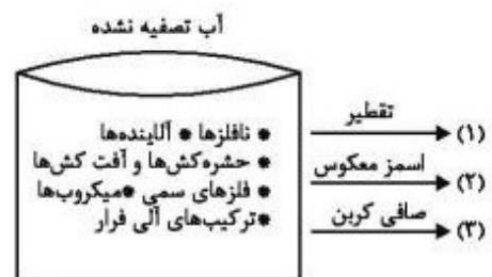 آب تصفیه نشده
• نافلزها • آلاینده‌ها
• حشره‌کش‌ها و آفت کش‌ها
• فلزهای سمی •میکروب‌ها
•ترکیب‌های آلی فرار
تقطیر (۱)
اسمز معکوس (۲)
صافی کربن (۳)